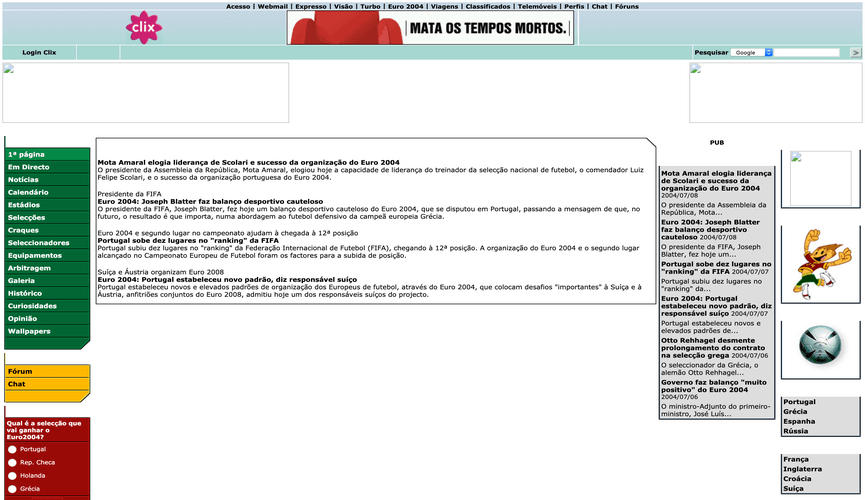 Acesso | Webmail | Expresso | Visão | Turbo | Euro 2004 | Viagens | Classificados | Telemóveis | Perfis | Chat | Fóruns
clix
MATA OS TEMPOS MORTOS.
Login Clix
Pesquisar Google >
PUB
1ª página
Em Directo
Notícias
Calendário
Estádios
Selecções
Craques
Seleccionadores
Equipamentos
Arbitragem
Galeria
Histórico
Curiosidades
Opinião
Wallpapers
Fórum
Chat
Qual é a selecção que
vai ganhar o
Euro2004?
Portugal
Rep. Checa
Holanda
Grécia
Mota Amaral elogia liderança de Scolari e sucesso da organização do Euro 2004
O presidente da Assembleia da República, Mota Amaral, elogiou hoje a capacidade de liderança do treinador da selecção nacional de futebol, o comendador Luiz
Felipe Scolari, e o sucesso da organização portuguesa do Euro 2004.
Presidente da FIFA
Euro 2004: Joseph Blatter faz balanço desportivo cauteloso
O presidente da FIFA, Joseph Blatter, fez hoje um balanço desportivo cauteloso do Euro 2004, que se disputou em Portugal, passando a mensagem de que, no
futuro, o resultado é que importa, numa abordagem ao futebol defensivo da campeã europeia Grécia.
Euro 2004 e segundo lugar no campeonato ajudam à chegada à 12ª posição
Portugal sobe dez lugares no "ranking" da FIFA
Portugal subiu dez lugares no "ranking" da Federação Internacional de Futebol (FIFA), chegando à 12ª posição. A organização do Euro 2004 e o segundo lugar
alcançado no Campeonato Europeu de Futebol foram os factores para a subida de posição.
Suíça e Áustria organizam Euro 2008
Euro 2004: Portugal estabeleceu novo padrão, diz responsável suíço
Portugal estabeleceu novos e elevados padrões de organização dos Europeus de futebol, através do Euro 2004, que colocam desafios "importantes" à Suíça e à
Áustria, anfitriões conjuntos do Euro 2008, admitiu hoje um dos responsáveis suíços do projecto.
Mota Amaral elogia liderança
de Scolari e sucesso da
organização do Euro 2004
2004/07/08
O presidente da Assembleia da
República, Mota...
Euro 2004: Joseph Blatter
faz balanço desportivo
cauteloso 2004/07/08
O presidente da FIFA, Joseph
Blatter, fez hoje um...
Portugal sobe dez lugares no
"ranking" da FIFA 2004/07/07
Portugal subiu dez lugares no
"ranking" da...
Euro 2004: Portugal
estabeleceu novo padrão, diz
responsável suíço 2004/07/07
Portugal estabeleceu novos e
elevados padrões de...
Otto Rehhagel desmente
prolongamento do contrato
na selecção grega 2004/07/06
O seleccionador da Grécia, o
alemão Otto Rehhagel...
Governo faz balanço "muito
positivo" do Euro 2004
2004/07/06
O ministro-Adjunto do primeiro-
ministro, José Luís...
Portugal
Grécia
Espanha
Rússia
França
Inglaterra
Croácia
Suíça